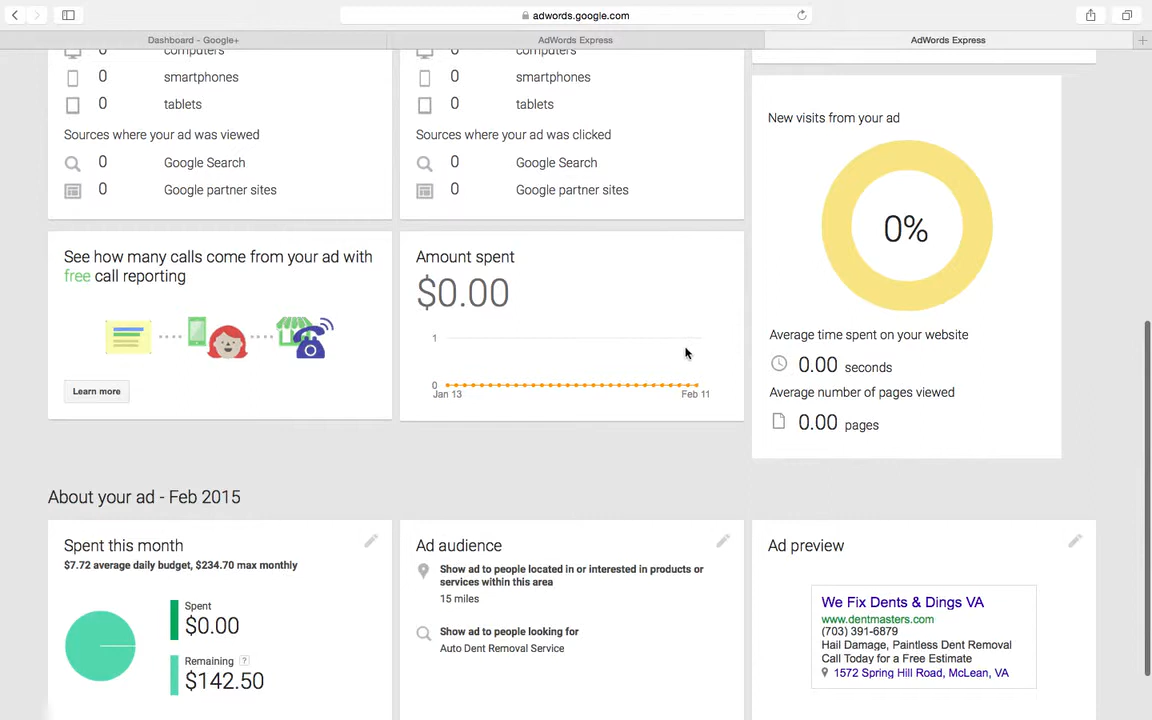 adwords.google.com
Dashboard - Google+
AdWords Express
AdWords Express
0 computers
0 smartphones
0 tablets
Sources where your ad was viewed
0 Google Search
0 Google partner sites
0 computers
0 smartphones
0 tablets
Sources where your ad was clicked
0 Google Search
0 Google partner sites
New visits from your ad
0%
Average time spent on your website
0.00 seconds
Average number of pages viewed
0.00 pages
See how many calls come from your ad with
free call reporting
Learn more
Amount spent
$0.00
1
0
Jan 13
Feb 11
About your ad - Feb 2015
Spent this month
$7.72 average daily budget, $234.70 max monthly
Spent
$0.00
Remaining ?
$142.50
Ad audience
Show ad to people located in or interested in products or
services within this area
15 miles
Show ad to people looking for
Auto Dent Removal Service
Ad preview
We Fix Dents & Dings VA
www.dentmasters.com
(703) 391-6879
Hail Damage, Paintless Dent Removal
Call Today for a Free Estimate
1572 Spring Hill Road, McLean, VA